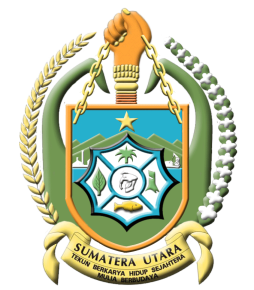 SUMATERA UTARA
TEKUN BERKARYA HIDUP SEJAHTERA
MULIA BERBUDAYA